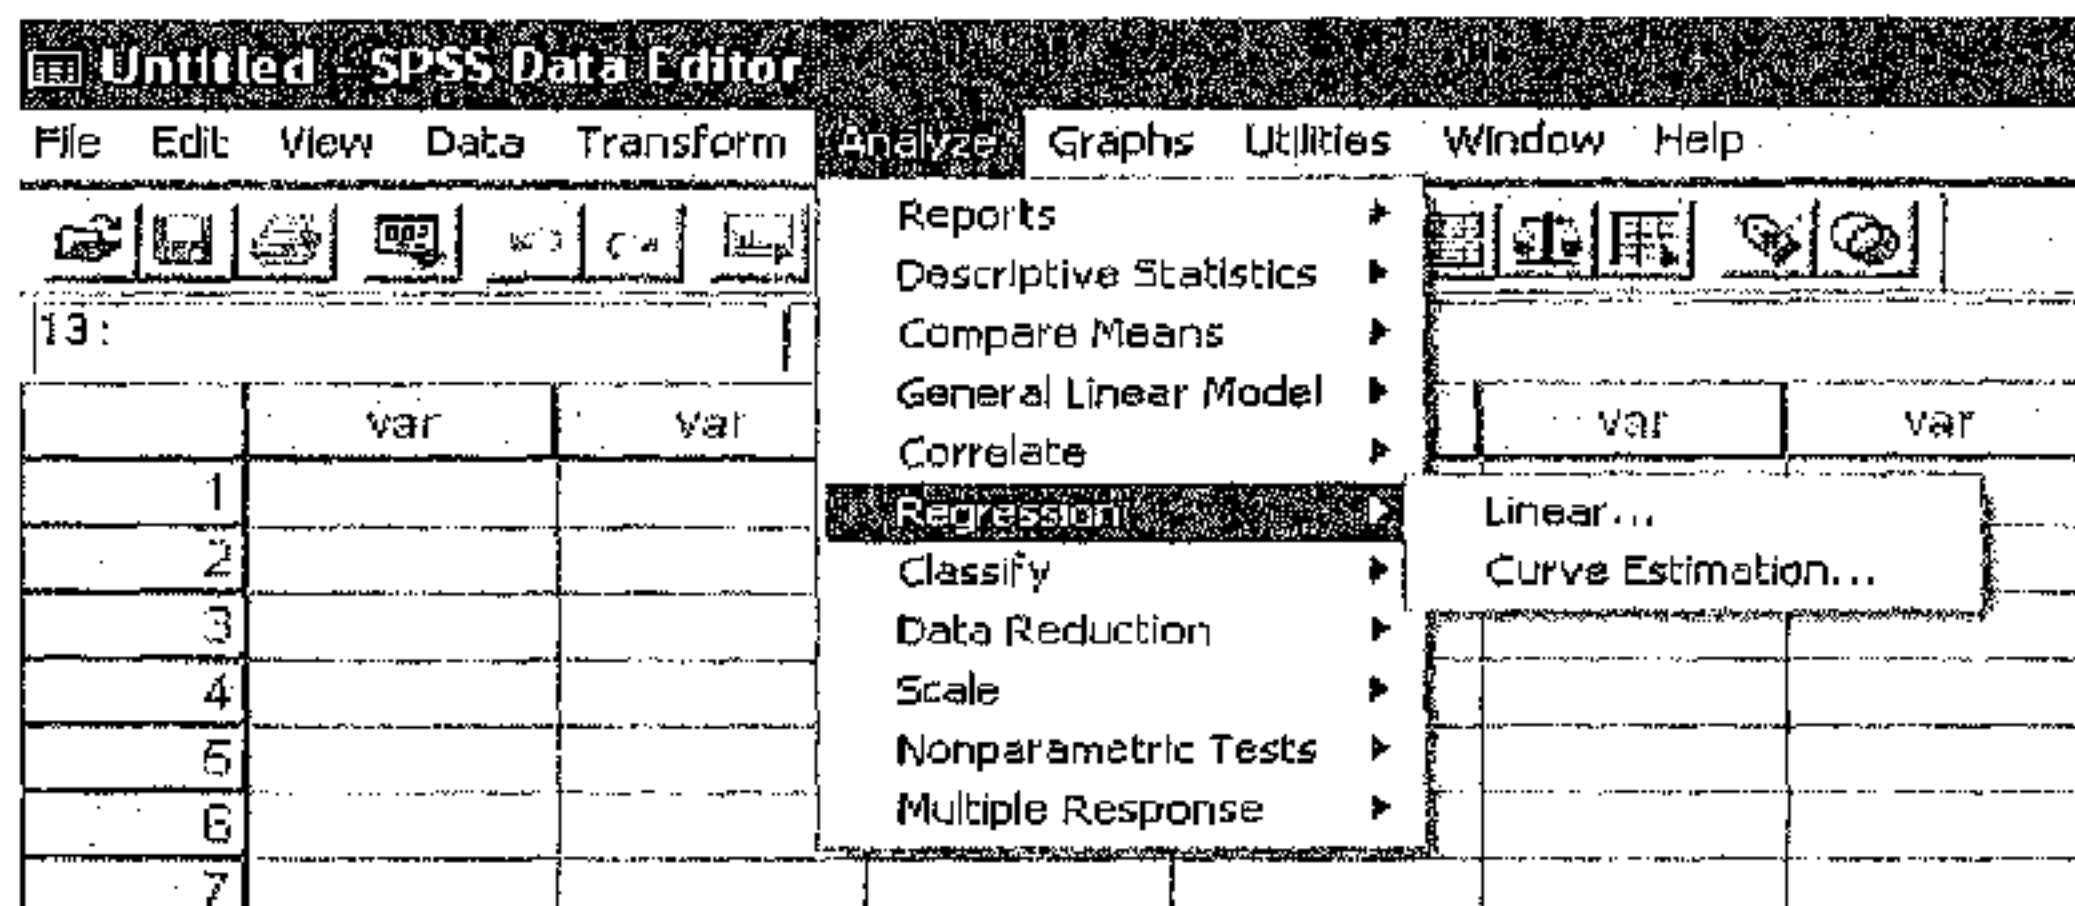 Untitled - SPSS Data Editor
File Edit View Data Transform Analyze Graphs Utilities Window Help
13:
var var var var
1
2
3
4
5
6
7
Reports
Descriptive Statistics
Compare Means
General Linear Model
Correlate
Regression
Classify
Data Reduction
Scale
Nonparametric Tests
Multiple Response
Linear...
Curve Estimation...